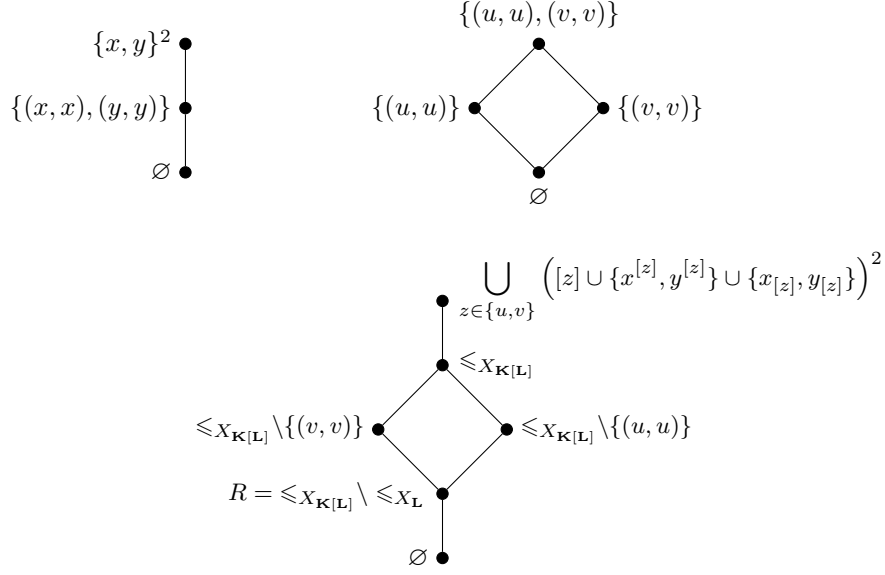 {x, y}²
{(x, x), (y, y)}
∅
{(u, u), (v, v)}
{(u, u)}
{(v, v)}
∅
⋃_{z∈{u,v}} ([z] ∪ {x^{[z]}, y^{[z]}} ∪ {x_{[z]}, y_{[z]}})²
⩽_{X_{𝐊[𝐋]}}
⩽_{X_{𝐊[𝐋]}}\{(v, v)}
⩽_{X_{𝐊[𝐋]}}\{(u, u)}
R = ⩽_{X_{𝐊[𝐋]}}\ ⩽_{X_𝐋}
∅